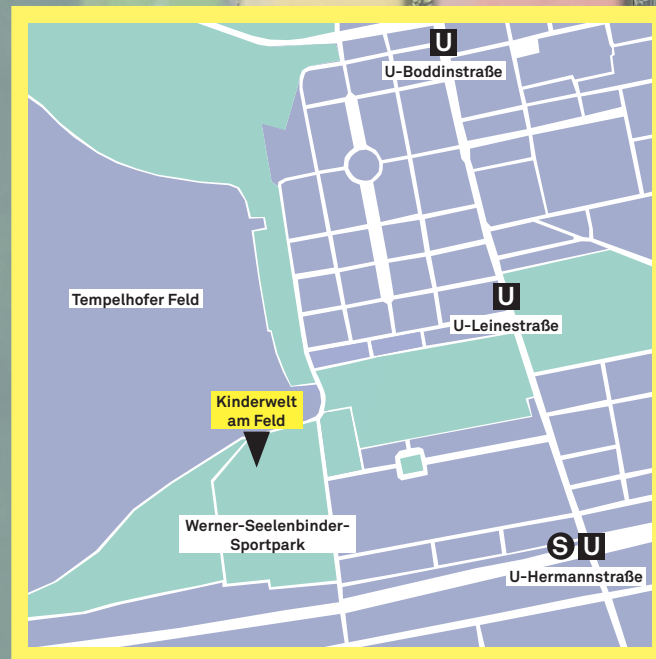 U
U-Boddinstraße
Tempelhofer Feld
U
U-Leinestraße
Kinderwelt
am Feld
Werner-Seelenbinder-
Sportpark
S U
U-Hermannstraße